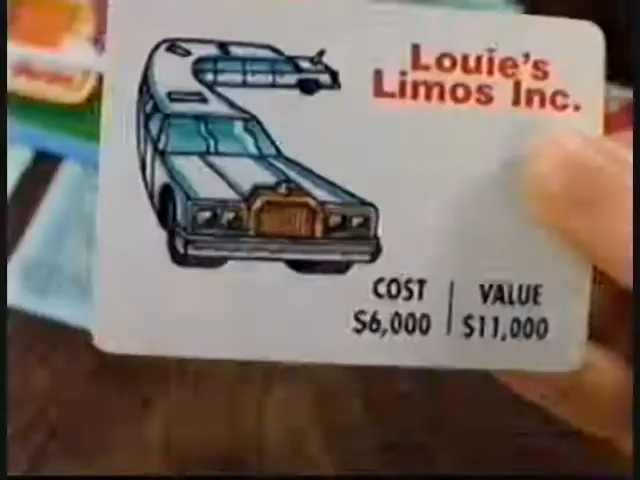 Louie's
Limos Inc.
COST | VALUE
$6,000 | $11,000